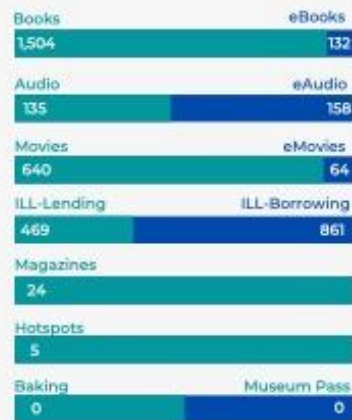 Books eBooks
1,504 132
Audio eAudio
135 158
Movies eMovies
640 64
ILL-Lending ILL-Borrowing
469 861
Magazines
24
Hotspots
5
Baking Museum Pass
0 0